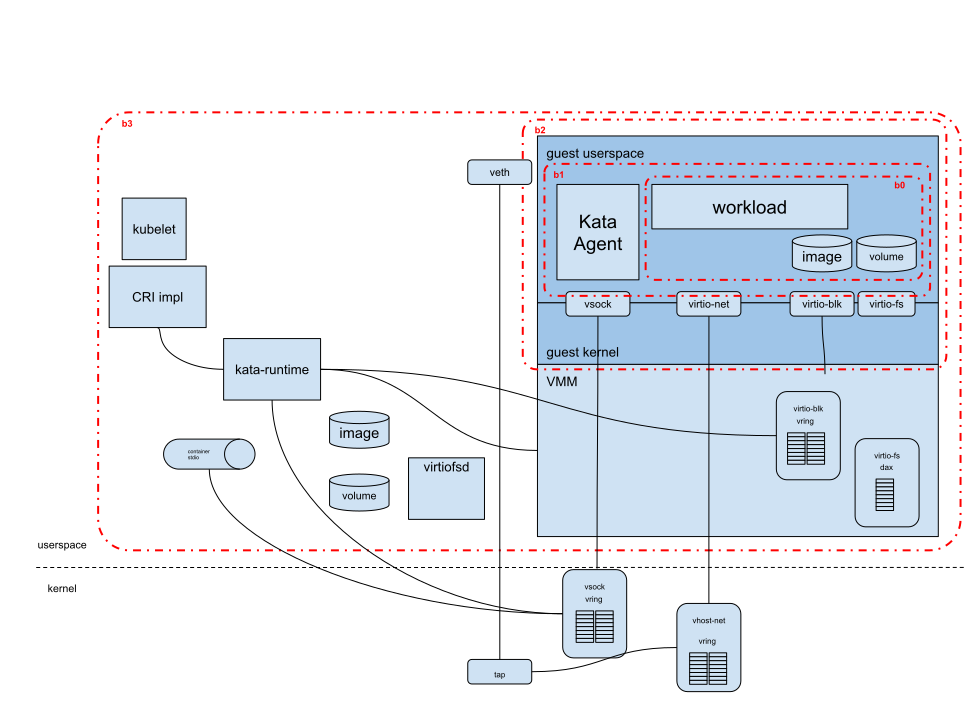 b3
b2
guest userspace
veth
b1
b0
kubelet
Kata
Agent
workload
image
volume
CRI impl
vsock
virtio-net
virtio-blk
virtio-fs
guest kernel
kata-runtime
VMM
virtio-blk
vring
image
container
stdio
virtiofsd
virtio-fs
dax
volume
userspace
kernel
vsock
vring
vhost-net
vring
tap